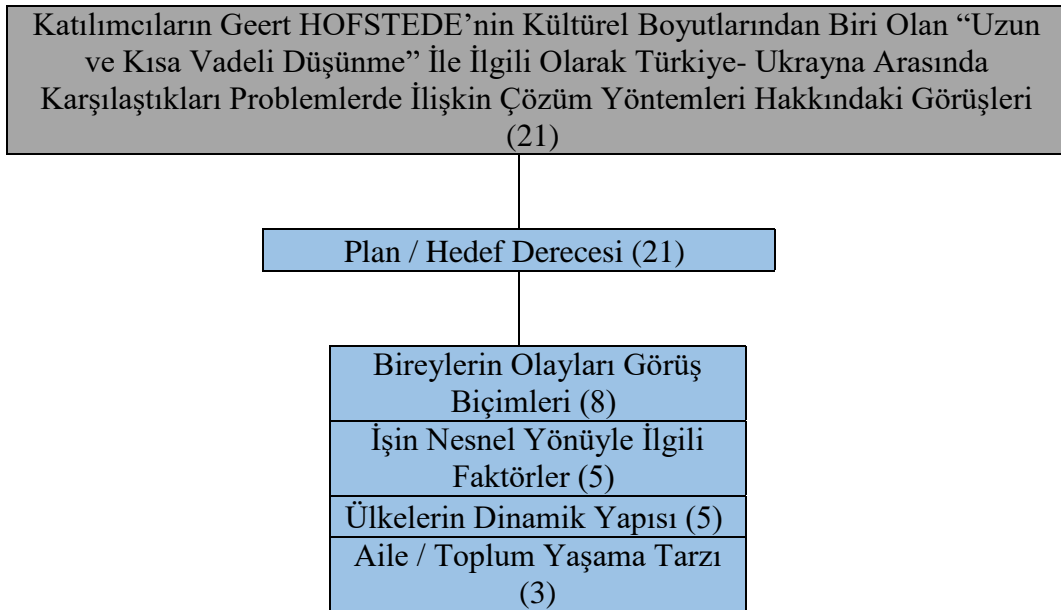 Katılımcıların Geert HOFSTEDE’nin Kültürel Boyutlarından Biri Olan “Uzun
ve Kısa Vadeli Düşünme” İle İlgili Olarak Türkiye- Ukrayna Arasında
Karşılaştıkları Problemlerde İlişkin Çözüm Yöntemleri Hakkındaki Görüşleri
(21)
Plan / Hedef Derecesi (21)
Bireylerin Olayları Görüş
Biçimleri (8)
İşin Nesnel Yönüyle İlgili
Faktörler (5)
Ülkelerin Dinamik Yapısı (5)
Aile / Toplum Yaşama Tarzı
(3)